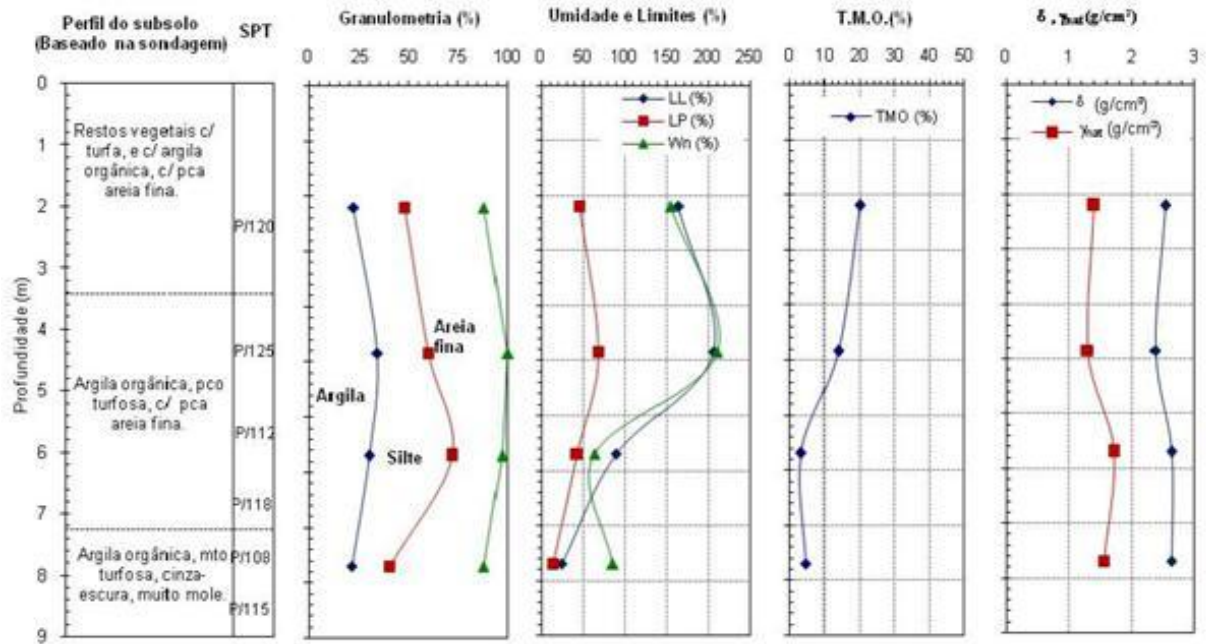 Perfil do subsolo
(Baseado na sondagem)
SPT
Granulometria (%)
Umidade e Limites (%)
T.M.O.(%)
δ , γhat(g/cm³)
0 25 50 75 100
0 50 100 150 200 250
0 10 20 30 40 50
0 1 2 3
Profundidade (m)
0
1
2
3
4
5
6
7
8
9
Restos vegetais c/
turfa, e c/ argila
orgânica, c/ pca
areia fina.
Argila orgânica, pco
turfosa, c/ pca
areia fina.
Argila orgânica, mto
turfosa, cinza-
escura, muito mole.
P/120
P/125
P/112
P/118
P/108
P/115
Argila
Silte
Areia
fina
LL (%)
LP (%)
Wn (%)
TMO (%)
δ (g/cm³)
γhat (g/cm³)